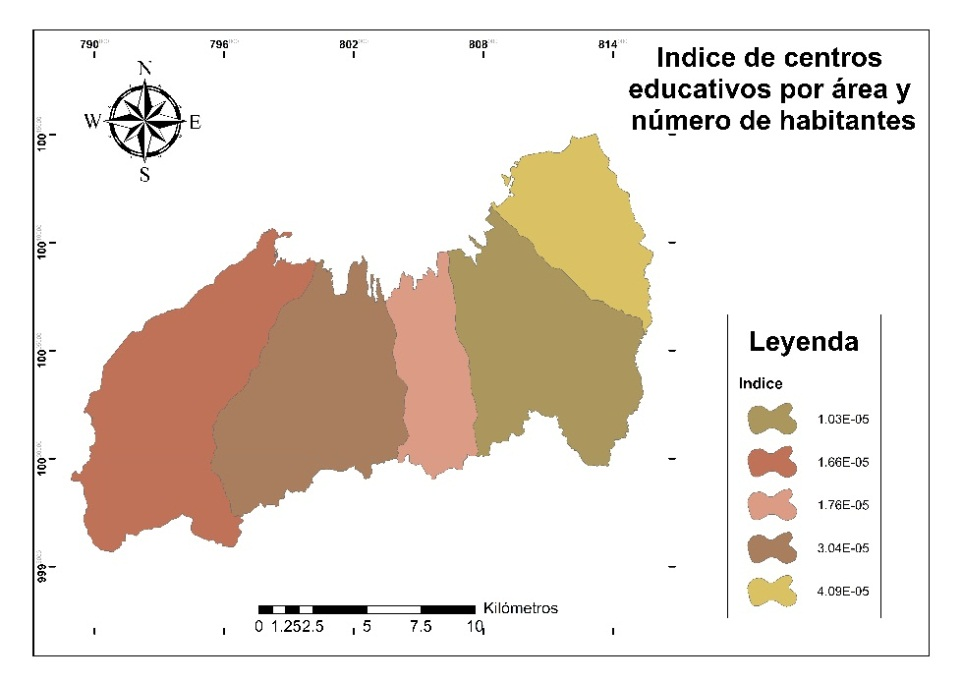 790 796 802 808 814
Indice de centros
educativos por área y
número de habitantes
N
W E
S
100
100
100
100
999
Leyenda
Indice
1.03E-05
1.66E-05
1.76E-05
3.04E-05
4.09E-05
Kilómetros
0 1.252.5 5 7.5 10